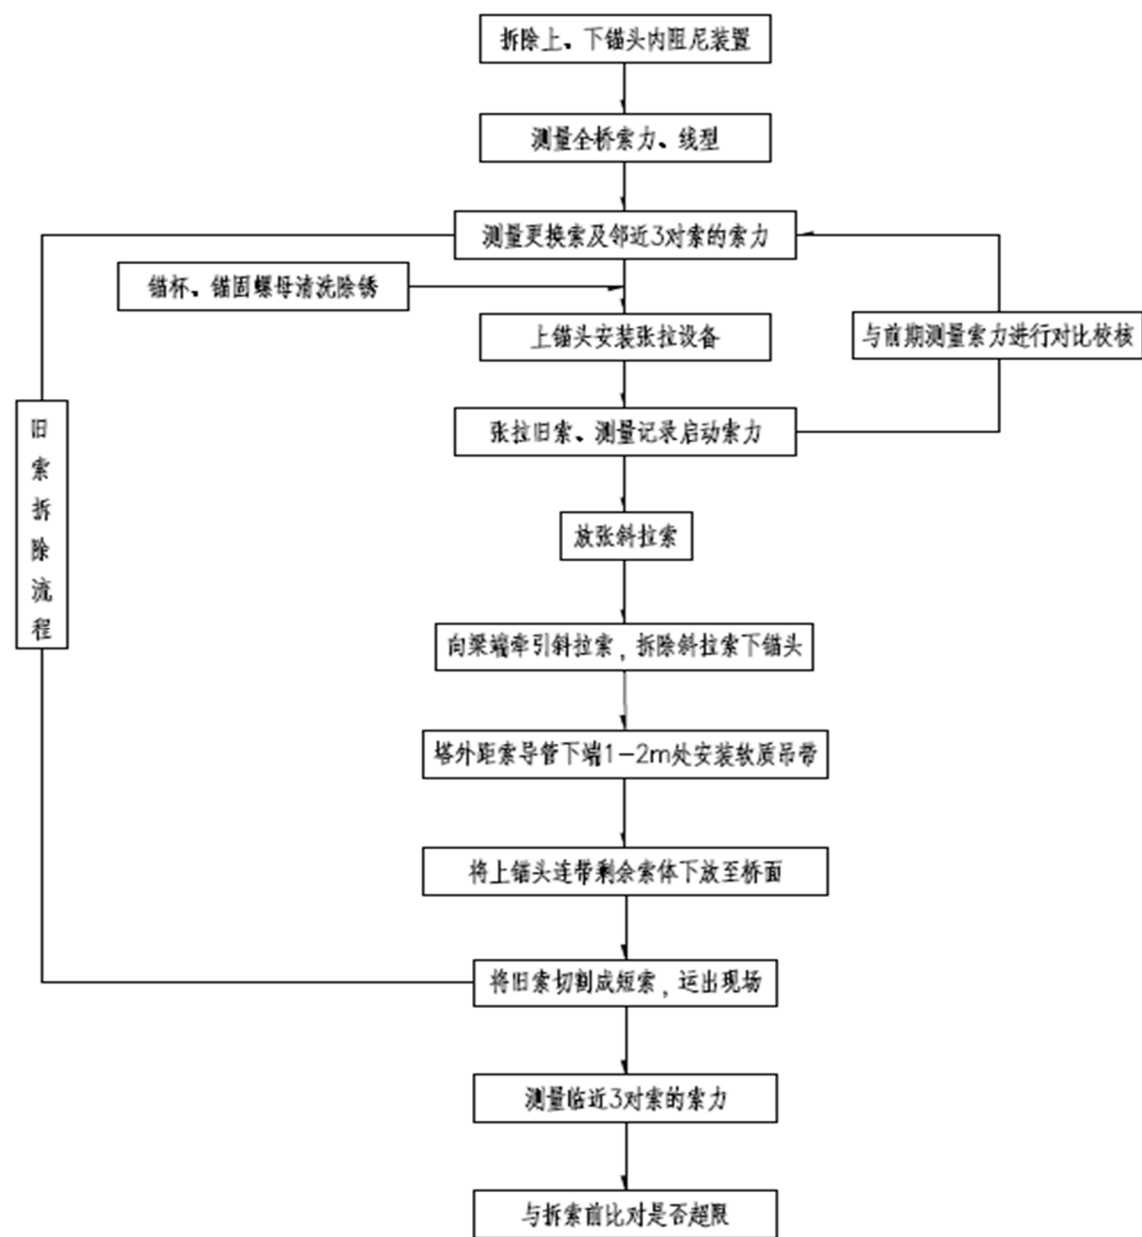 拆除上、下锚头内阻尼装置
测量全桥索力、线型
测量更换索及邻近3对索的索力
锚杯、锚固螺母清洗除锈
上锚头安装张拉设备
与前期测量索力进行对比校核
张拉旧索、测量记录启动索力
旧索拆除流程
放张斜拉索
向梁端牵引斜拉索，拆除斜拉索下锚头
塔外距索导管下端1-2m处安装软质吊带
将上锚头连带剩余索体下放至桥面
将旧索切割成短索，运出现场
测量临近3对索的索力
与拆索前比对是否超限